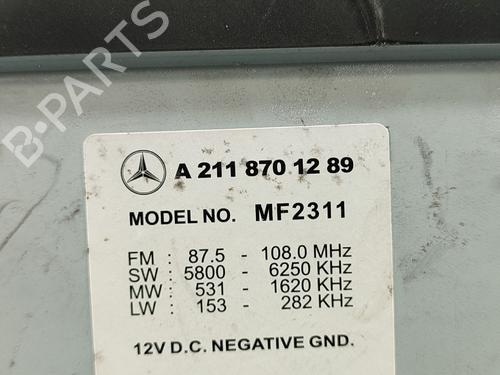 A 211 870 12 89
MODEL NO. MF2311
FM : 87.5 - 108.0 MHz
SW : 5800 - 6250 KHz
MW : 531 - 1620 KHz
LW : 153 - 282 KHz
12V D.C. NEGATIVE GND.
B-PARTS
B-PARTS